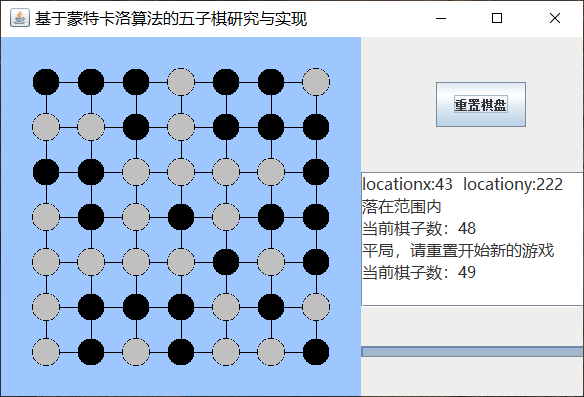 基于蒙特卡洛算法的五子棋研究与实现
重置棋盘
locationx:43  locationy:222
落在范围内
当前棋子数：48
平局，请重置开始新的游戏
当前棋子数：49